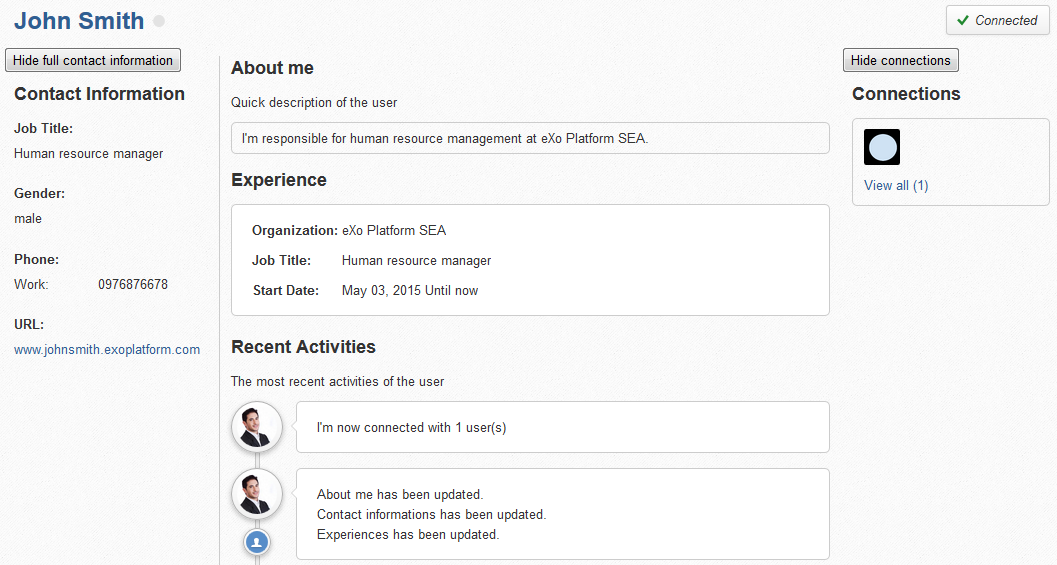 John Smith
Connected
Hide full contact information
Contact Information
Job Title:
Human resource manager
Gender:
male
Phone:
Work: 0976876678
URL:
www.johnsmith.exoplatform.com
About me
Quick description of the user
I'm responsible for human resource management at eXo Platform SEA.
Experience
Organization: eXo Platform SEA
Job Title: Human resource manager
Start Date: May 03, 2015 Until now
Recent Activities
The most recent activities of the user
I'm now connected with 1 user(s)
About me has been updated.
Contact informations has been updated.
Experiences has been updated.
Hide connections
Connections
View all (1)